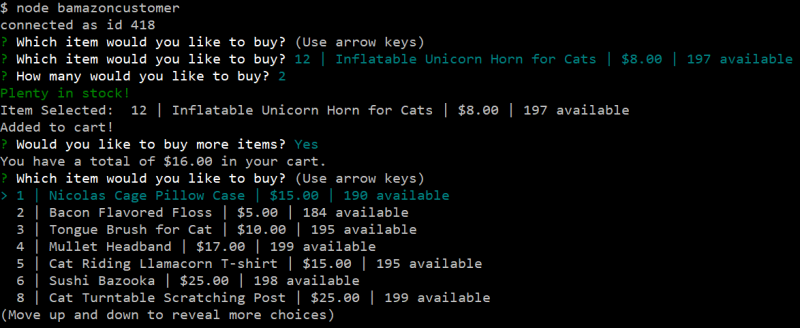 $ node bamazoncustomer
connected as id 418
? Which item would you like to buy? (Use arrow keys)
? Which item would you like to buy? 12 | Inflatable Unicorn Horn for Cats | $8.00 | 197 available
? How many would you like to buy? 2
Plenty in stock!
Item Selected:  12 | Inflatable Unicorn Horn for Cats | $8.00 | 197 available
Added to cart!
? Would you like to buy more items? Yes
You have a total of $16.00 in your cart.
? Which item would you like to buy? (Use arrow keys)
> 1 | Nicolas Cage Pillow Case | $15.00 | 190 available
  2 | Bacon Flavored Floss | $5.00 | 184 available
  3 | Tongue Brush for Cat | $10.00 | 195 available
  4 | Mullet Headband | $17.00 | 199 available
  5 | Cat Riding Llamacorn T-shirt | $15.00 | 195 available
  6 | Sushi Bazooka | $25.00 | 198 available
  8 | Cat Turntable Scratching Post | $25.00 | 199 available
(Move up and down to reveal more choices)